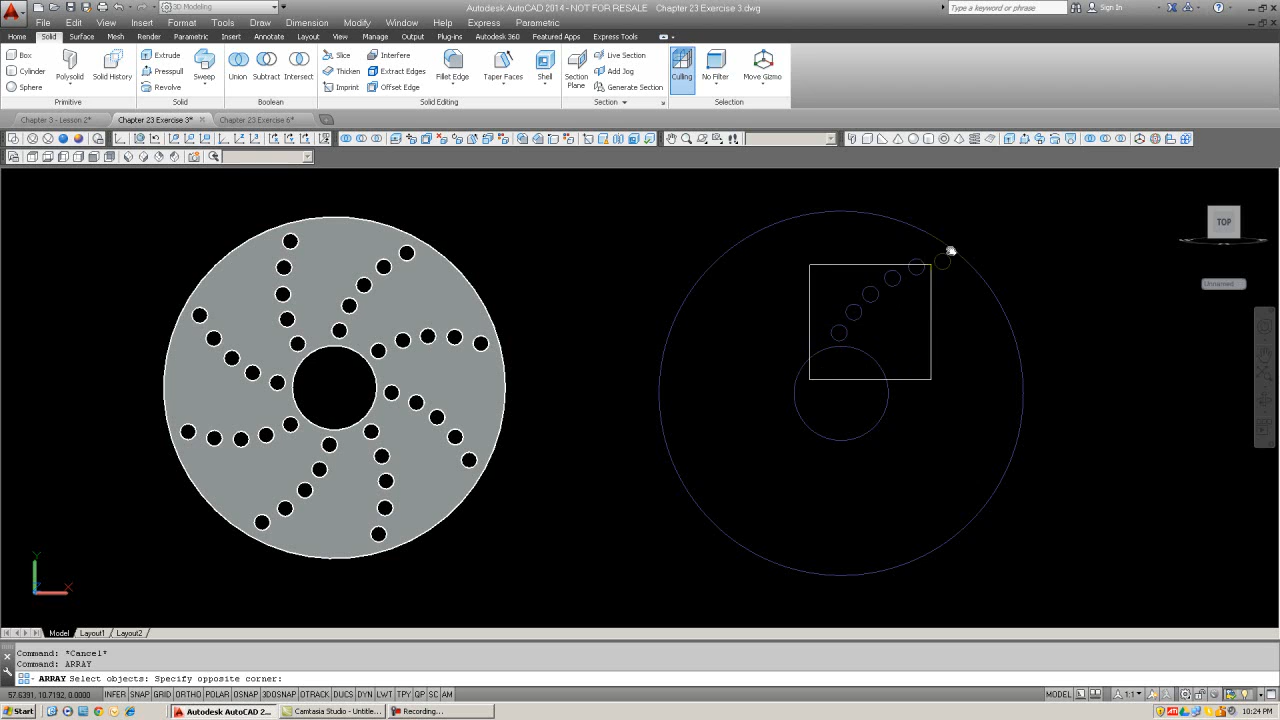 3D Modeling
Autodesk AutoCAD 2014 - NOT FOR RESALE Chapter 23 Exercise 3.dwg
Type a keyword or phrase
Sign In
File Edit View Insert Format Tools Draw Dimension Modify Window Help Express Parametric
Home Solid Surface Mesh Render Parametric Insert Annotate Layout View Manage Output Plug-ins Autodesk 360 Featured Apps Express Tools
Box
Cylinder
Sphere
Polysolid
Solid History
Extrude
Presspull
Revolve
Sweep
Union
Subtract
Intersect
Slice
Thicken
Imprint
Interfere
Extract Edges
Offset Edge
Fillet Edge
Taper Faces
Shell
Section Plane
Live Section
Add Jog
Generate Section
Culling
No Filter
Move Gizmo
Primitive
Solid
Boolean
Solid Editing
Section
Selection
Chapter 3 - Lesson 2*
Chapter 23 Exercise 3*
Chapter 23 Exercise 6*
TOP
Unnamed
Y
X
Model Layout1 Layout2
Command: *Cancel*
Command: ARRAY
ARRAY Select objects: Specify opposite corner:
57.6391, 10.7192, 0.0000 INFER SNAP GRID ORTHO POLAR OSNAP 3DOSNAP OTRACK DUCS DYN LWT TPY QP SC AM
MODEL
1:1
Start
Autodesk AutoCAD 2...
Camtasia Studio - Untitle...
Recording...
10:24 PM